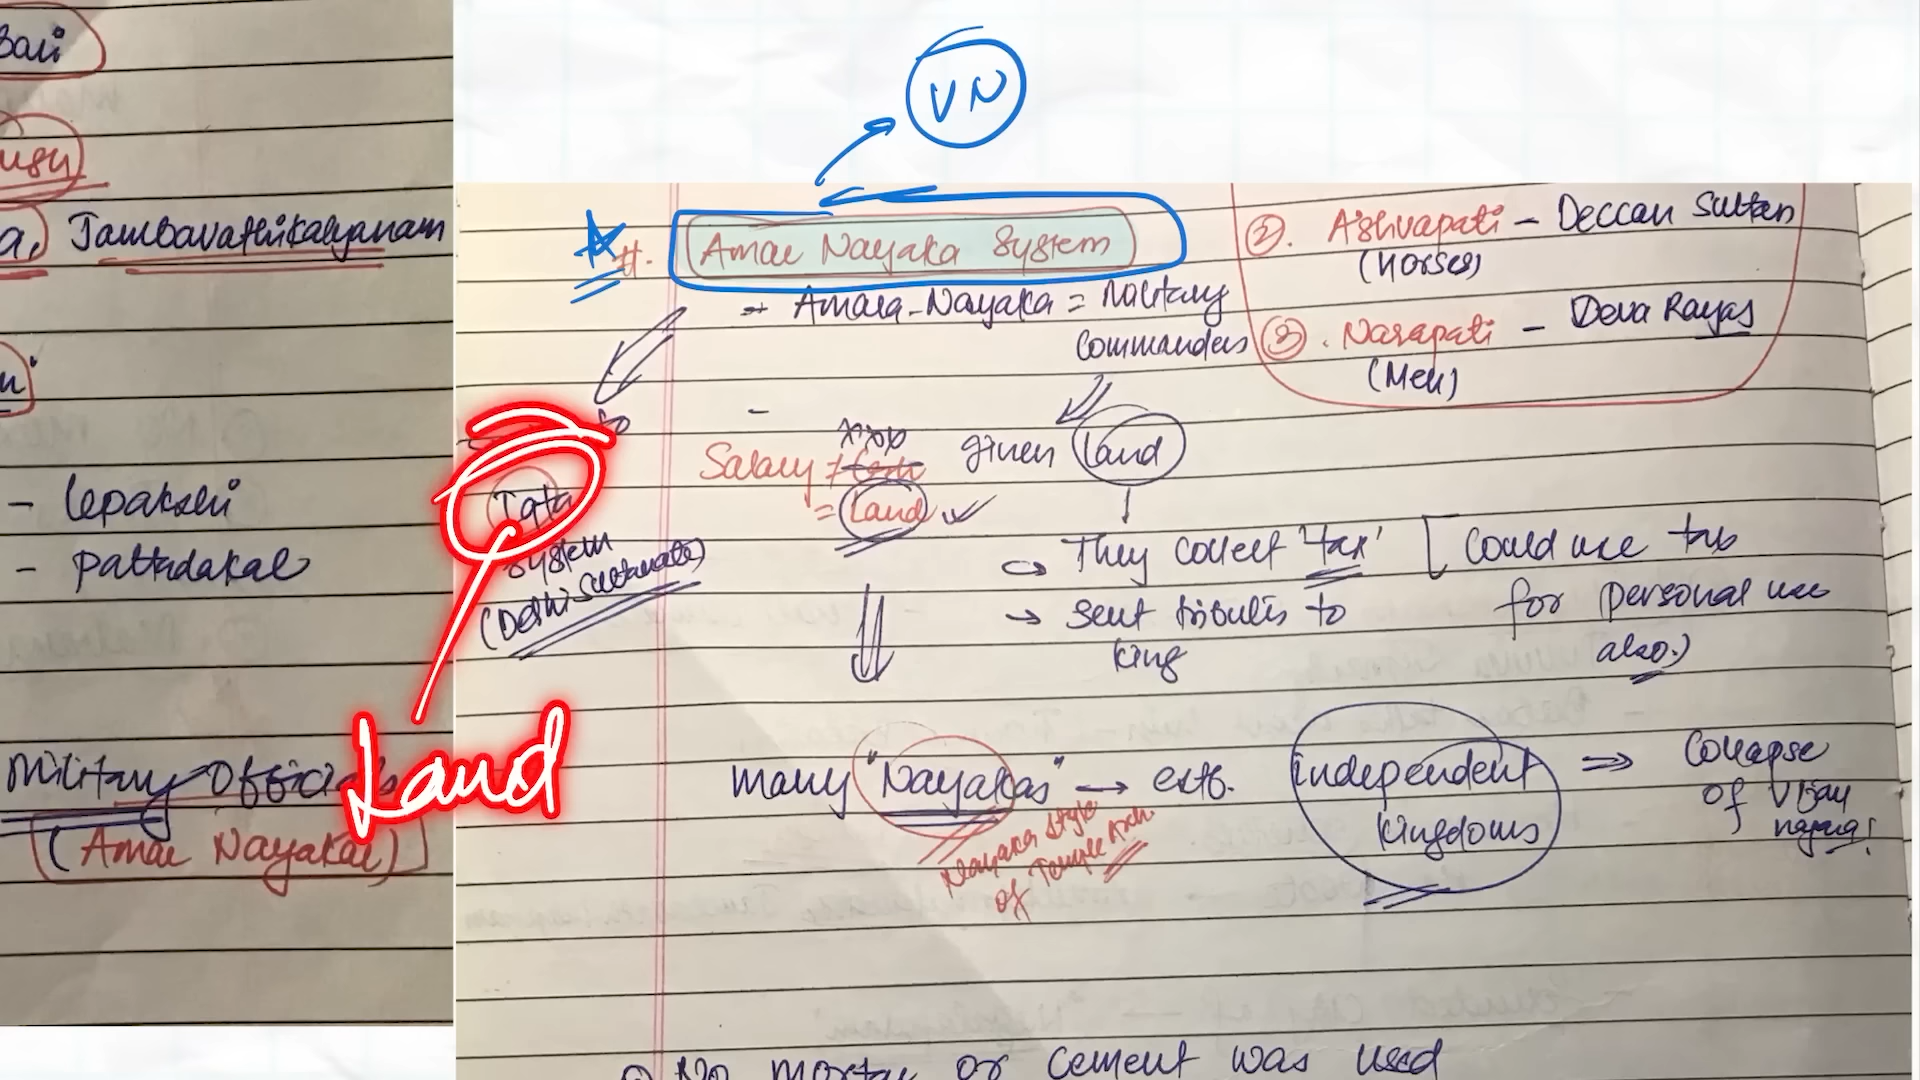 Jambavathikalyanam
- lepakshi
- pattadakal
Military Officials
(Amar Nayakar)
VN
#. Amar Nayaka System
→ Amara-Nayaka = Military
commanders
②. Ashvapati - Deccan Sultan
(Horses)
③. Narapati - Deva Rayas
(Men)
to
Iqta
system
(Delhi Sultanate)
Land
Salary ≠ Cash
= Land ✓
given land
→ They collect 'tax'
→ sent tributes to
king
[Could use tax
for personal use
also.)
many "Nayakas" → estb. independent
kingdoms
⇒ Collapse
of Vijay
nagara!
Nayaka Style
of Temple Arch
No mortar or cement was used